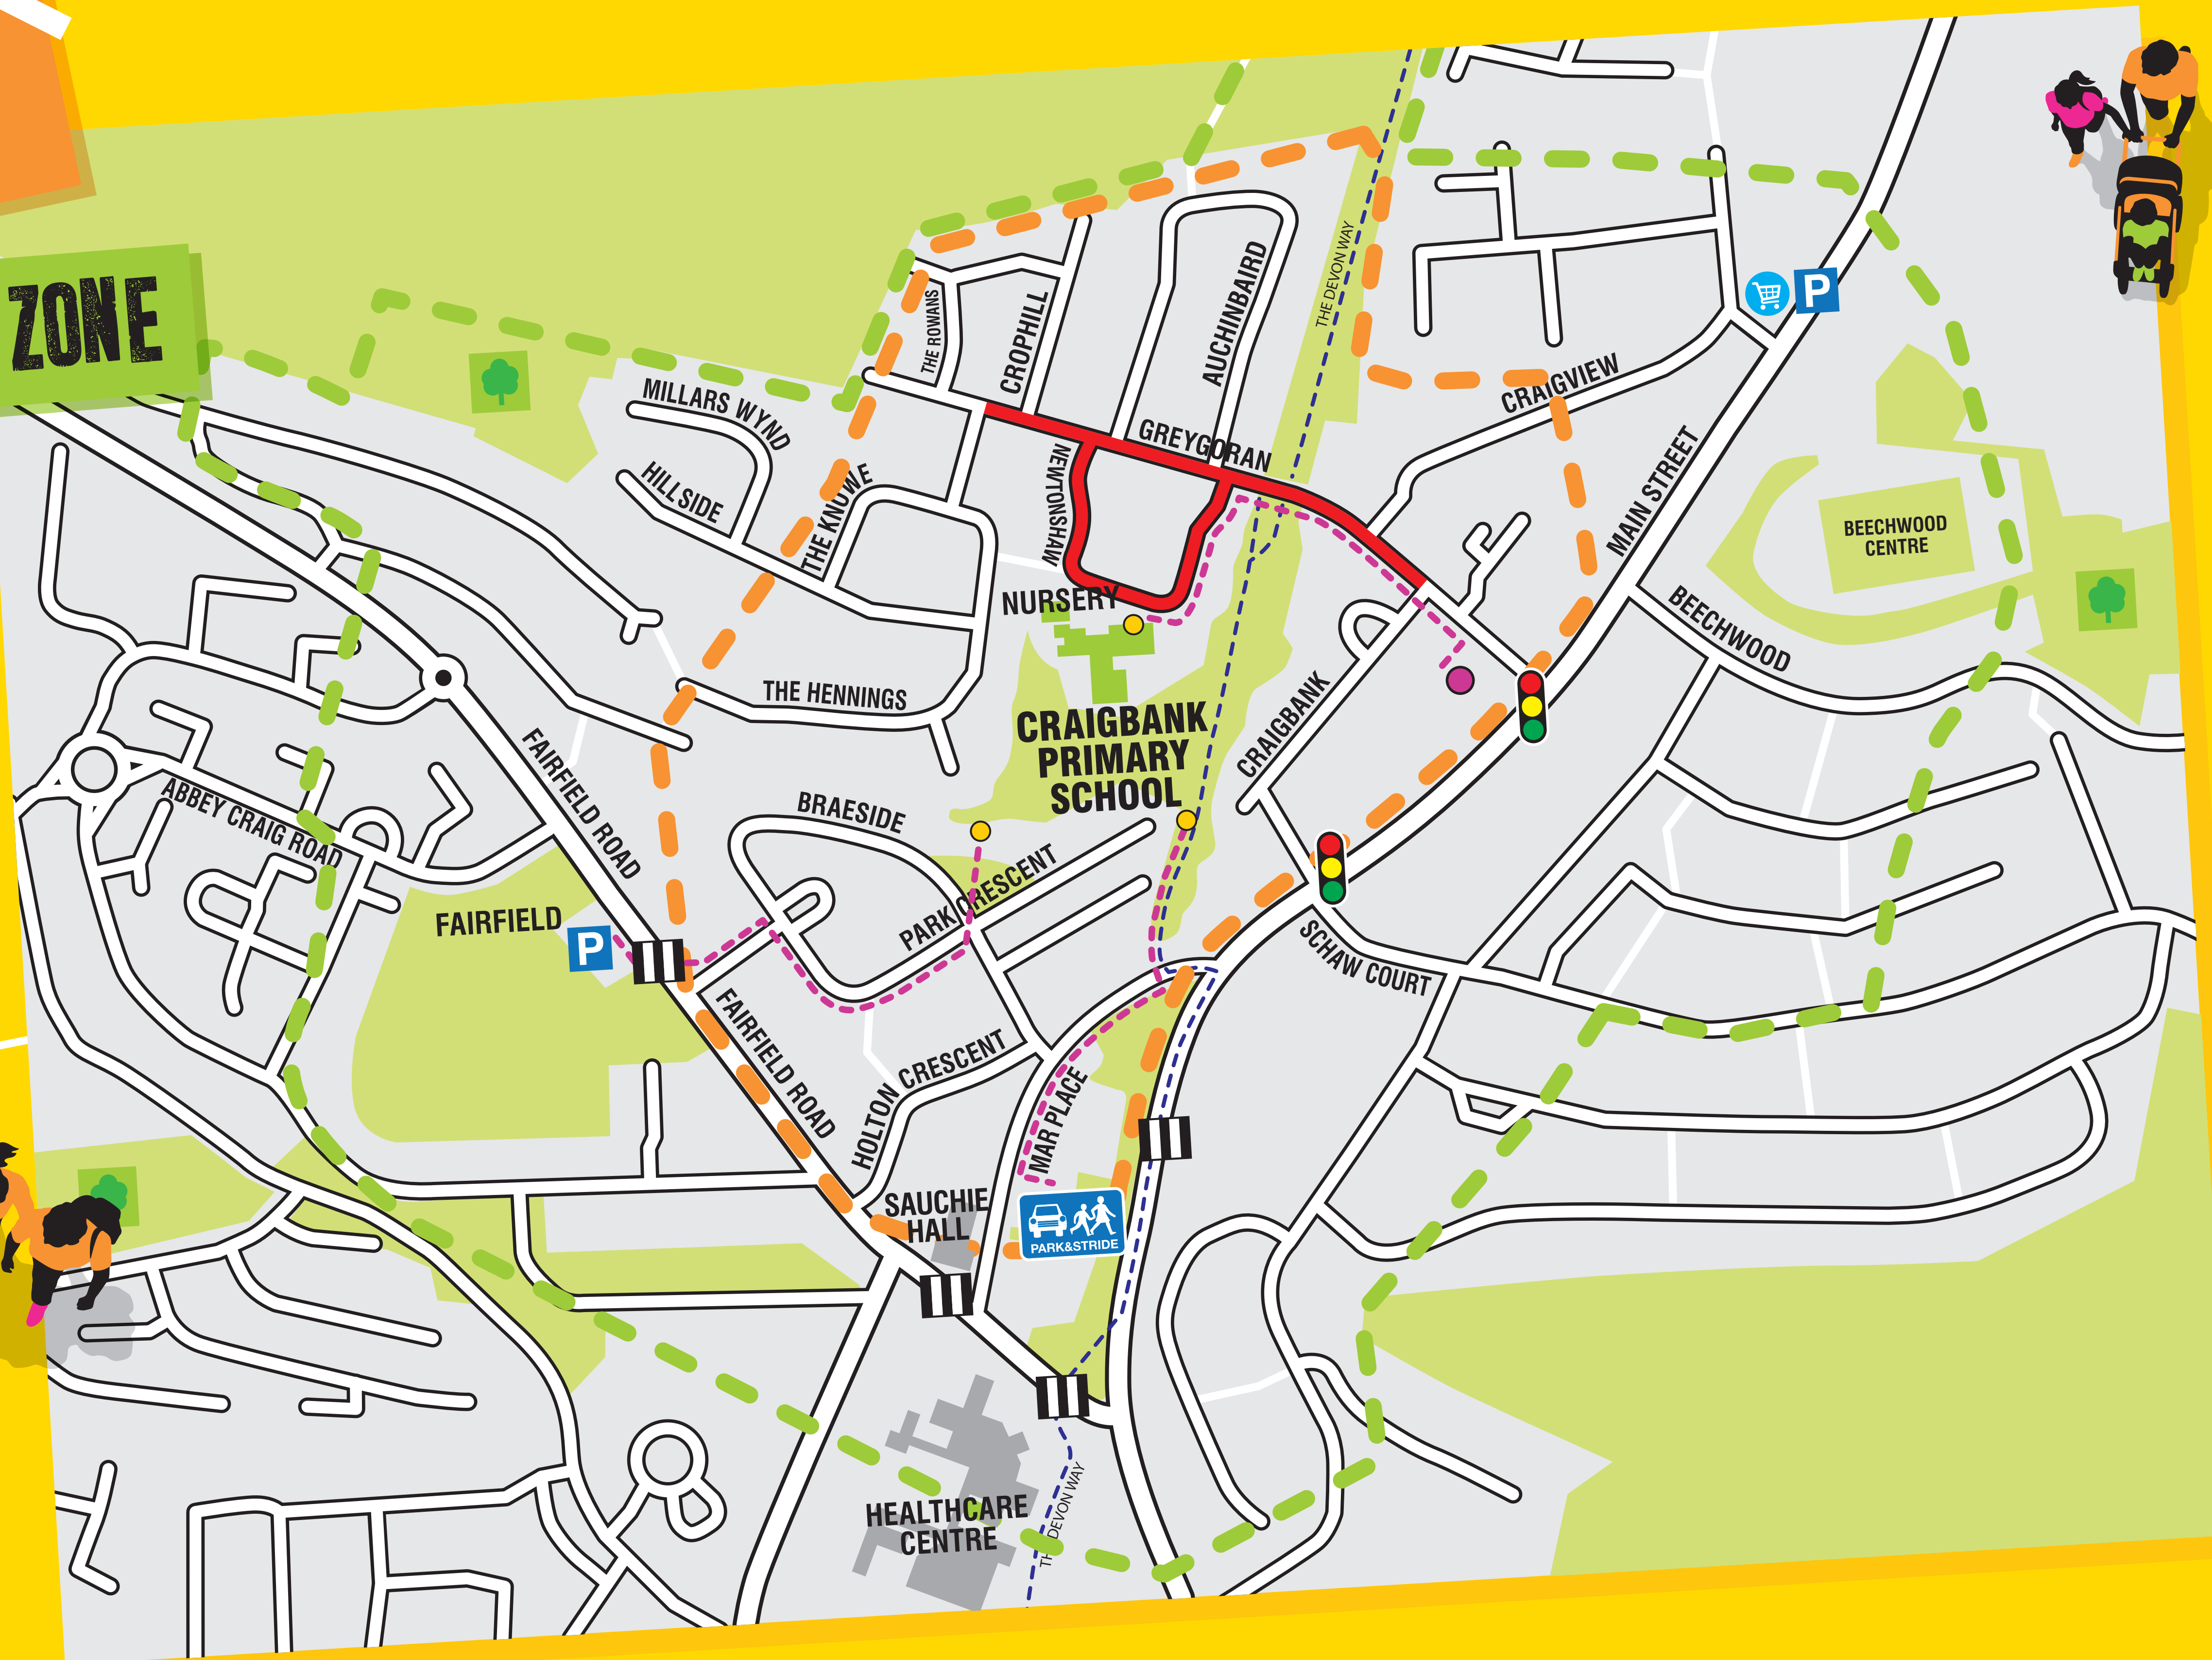 ZONE
THE DEVON WAY
THE ROWANS
CROPHILL
AUCHINBAIRD
MILLARS WYND
CRAIGVIEW
P
GREYGORAN
HILLSIDE
THE KNOWE
NEWTONSHAW
MAIN STREET
BEECHWOOD
CENTRE
NURSERY
BEECHWOOD
THE HENNINGS
CRAIGBANK
PRIMARY
SCHOOL
CRAIGBANK
FAIRFIELD ROAD
ABBEY CRAIG ROAD
BRAESIDE
PARK CRESCENT
FAIRFIELD
P
SCHAW COURT
FAIRFIELD ROAD
HOLTON CRESCENT
MAR PLACE
SAUCHIE
HALL
PARK&STRIDE
HEALTHCARE
CENTRE
THE DEVON WAY